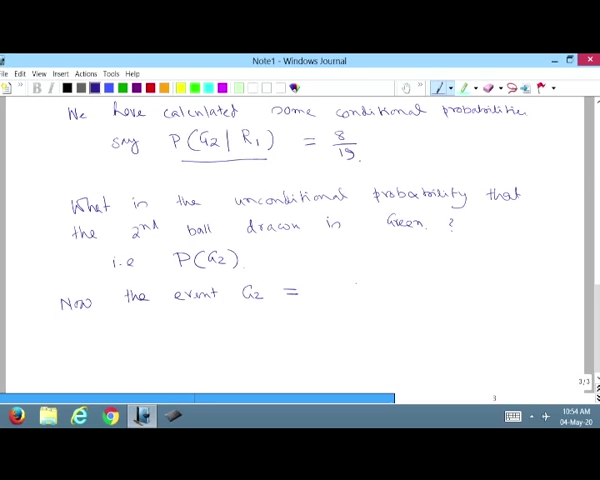 Note1 - Windows Journal
File Edit View Insert Actions Tools Help
We have calculated some conditional probabilities
say P(G2 | R1) = 8/19.
What is the unconditional probability that
the 2nd ball drawn is Green ?
i.e P(G2).
Now the event G2 =
3/3
3
10:54 AM
04-May-20